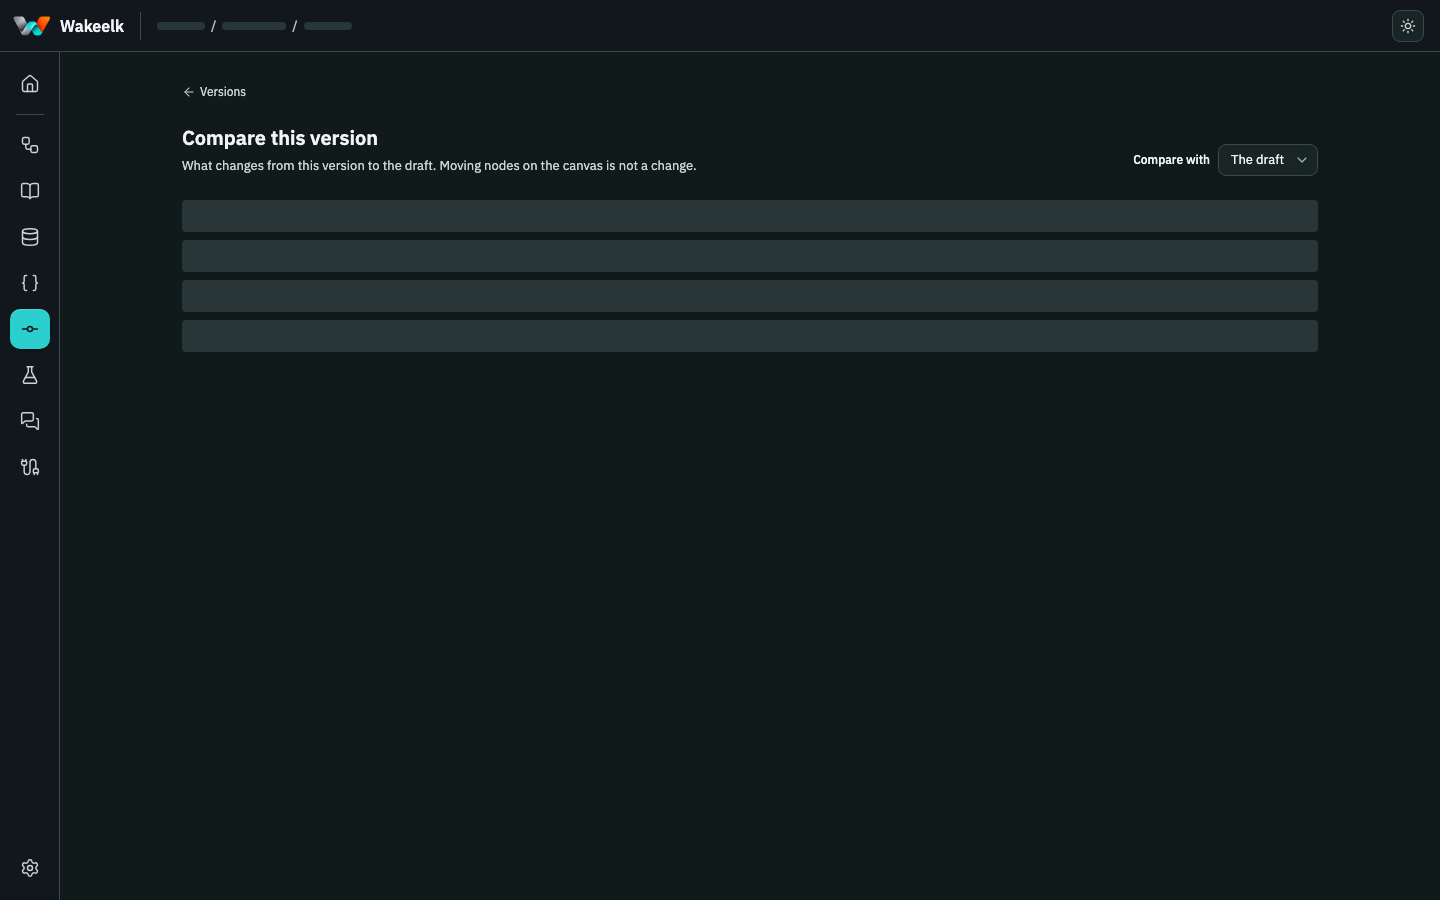 Wakeelk
/ /
Versions
Compare this version
What changes from this version to the draft. Moving nodes on the canvas is not a change.
Compare with
The draft